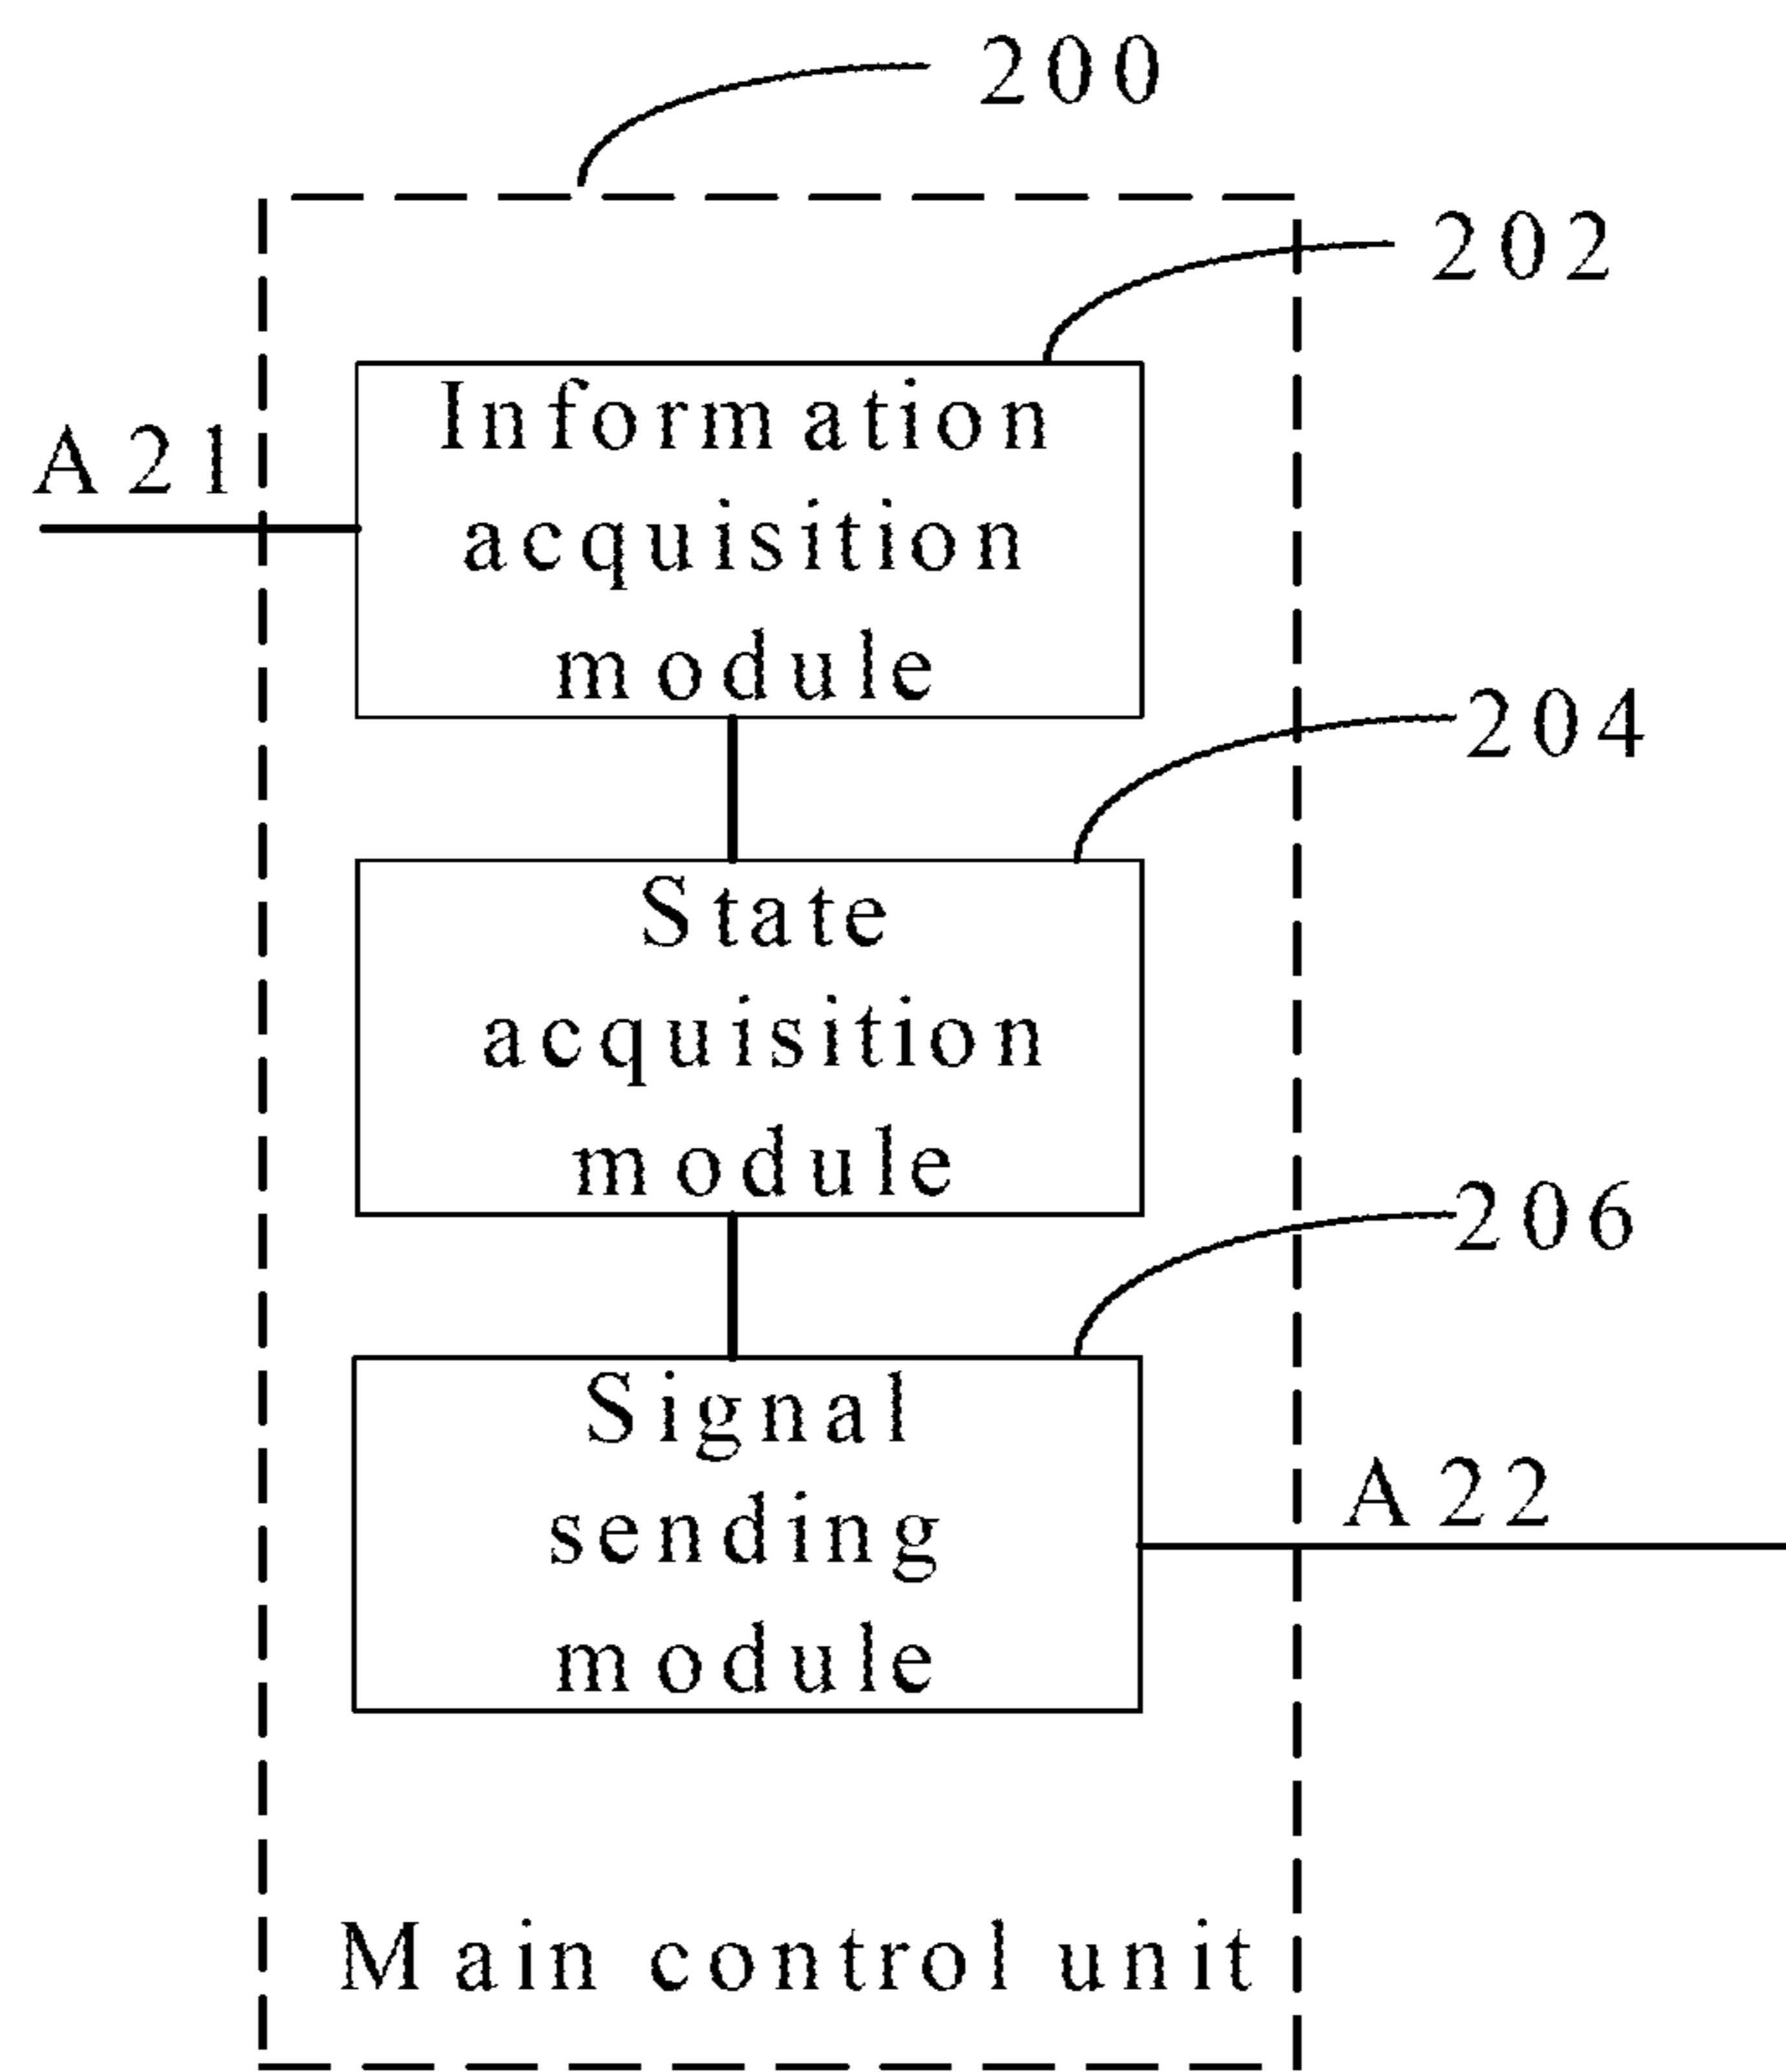 200
202
Information
acquisition
module
A21
204
State
acquisition
module
206
Signal
sending
module
A22
Main control unit